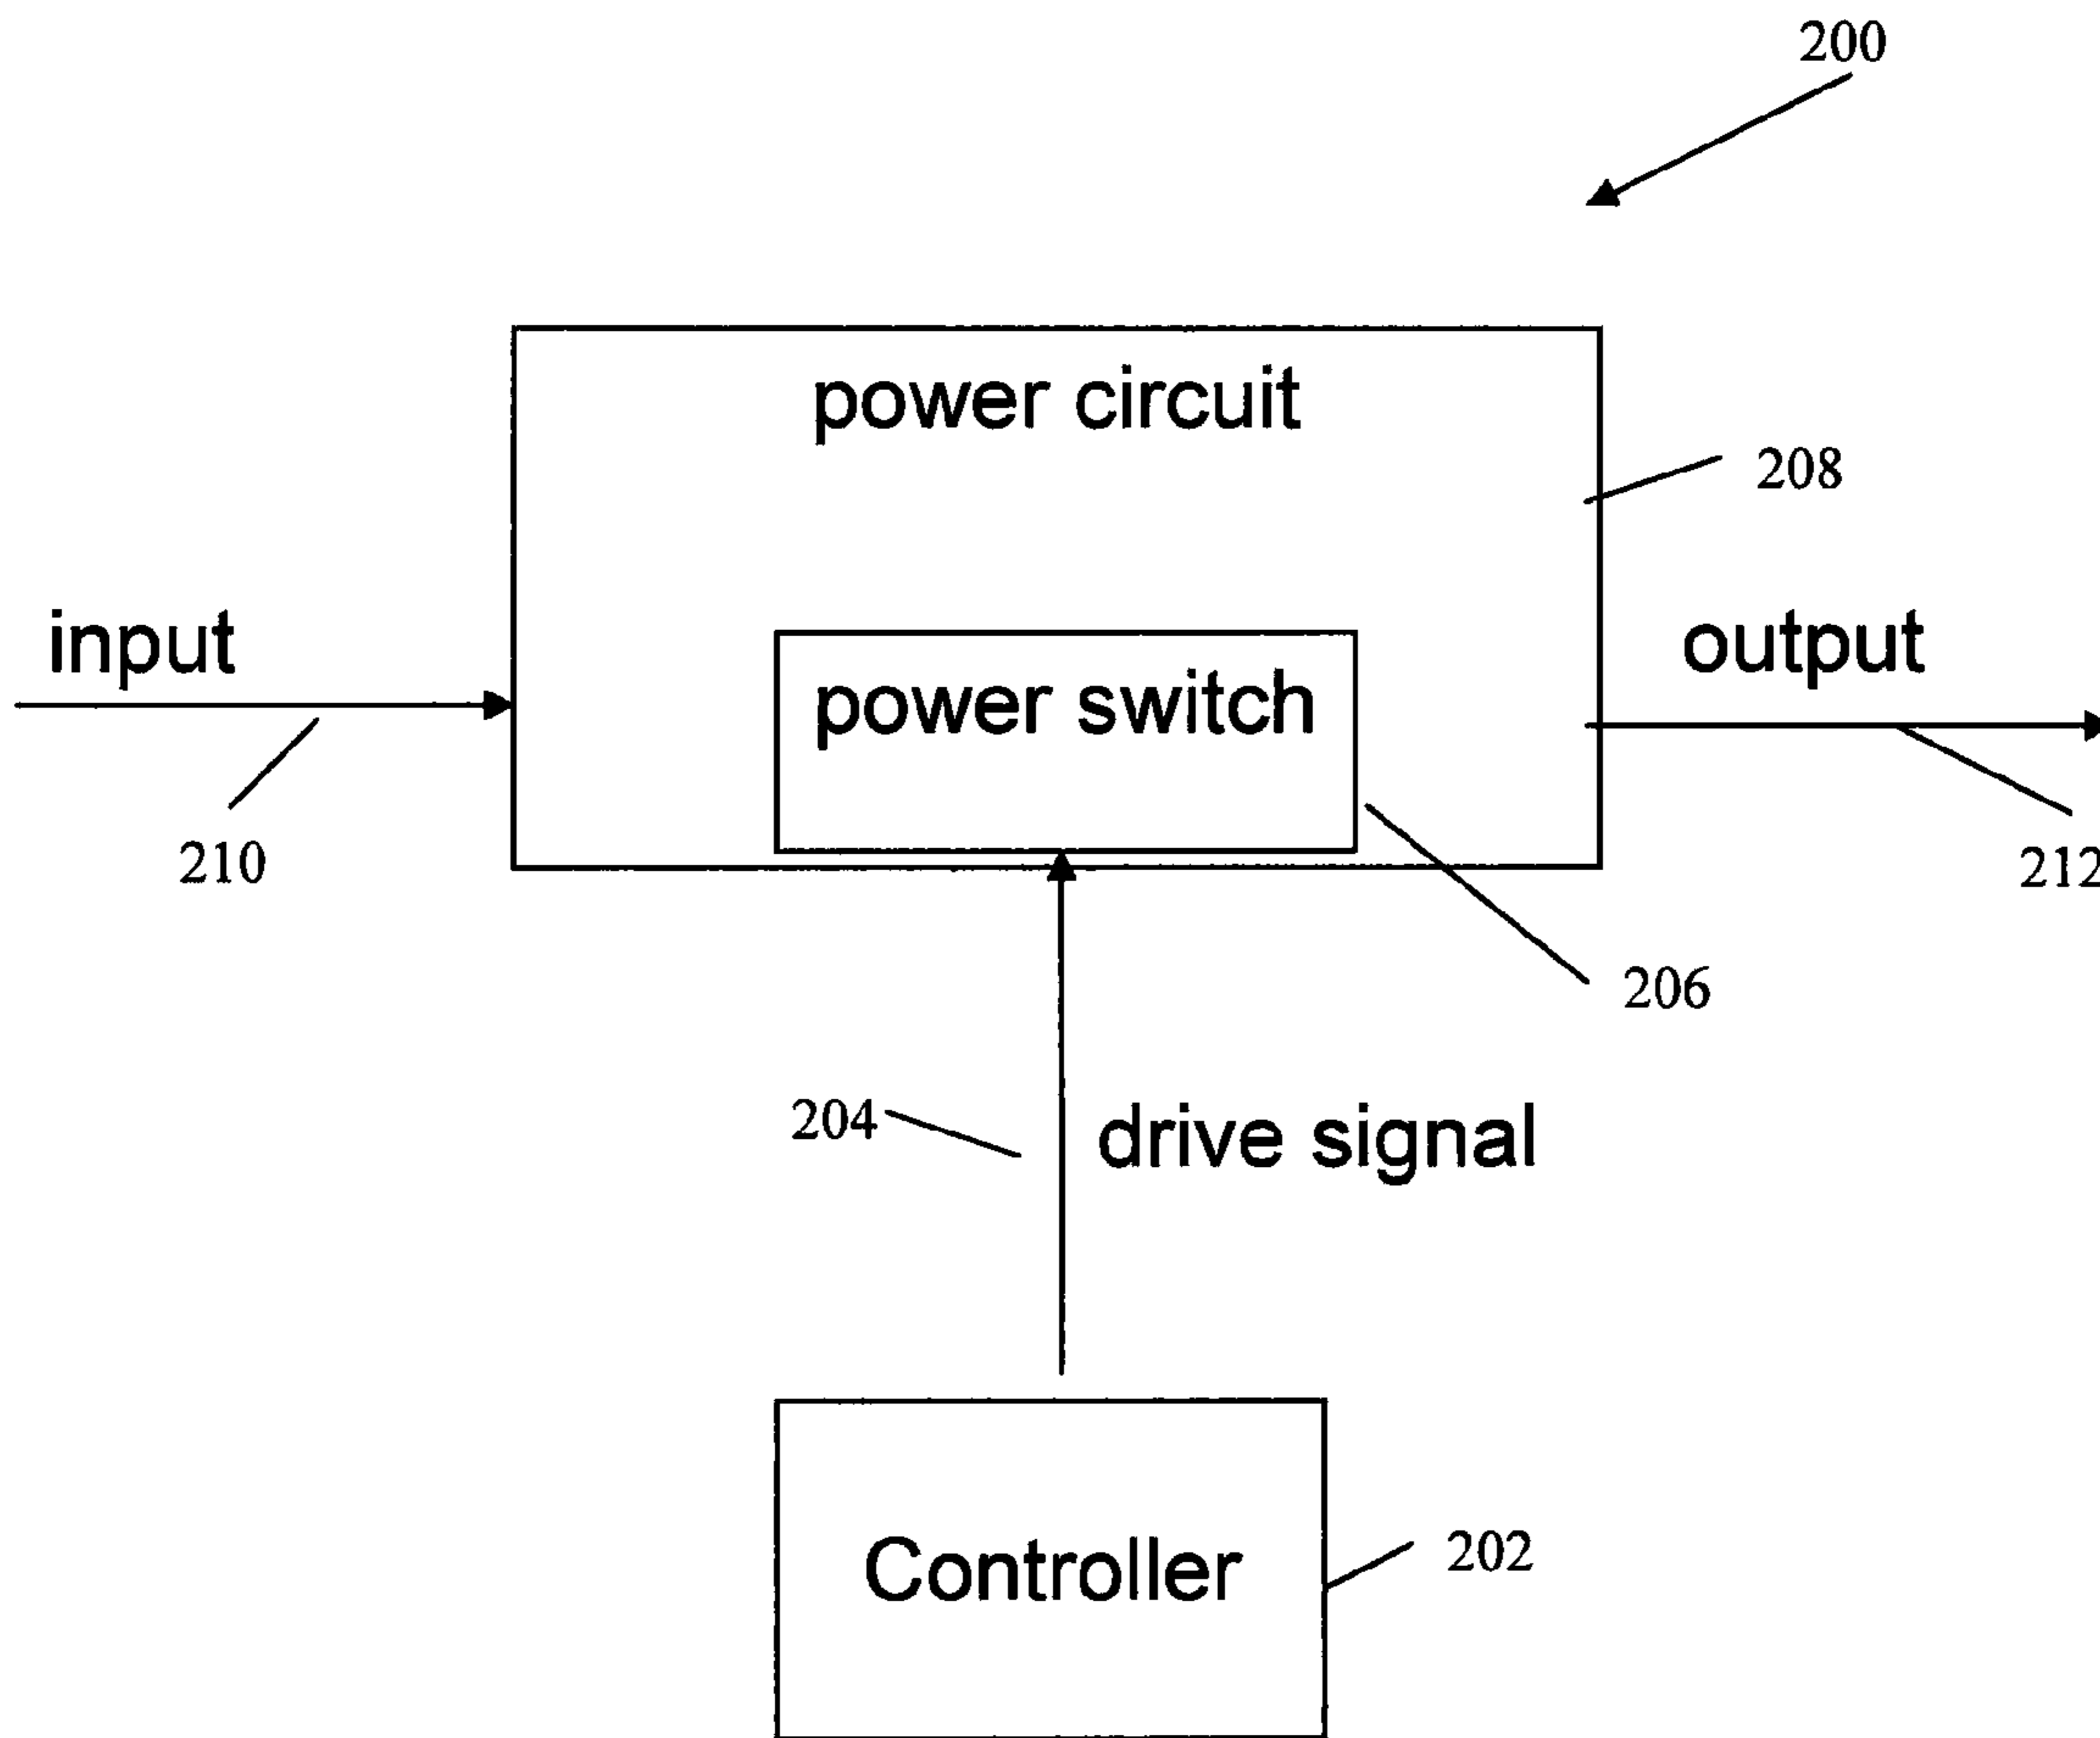 200
power circuit
208
input
output
power switch
210
212
206
204
drive signal
Controller
202